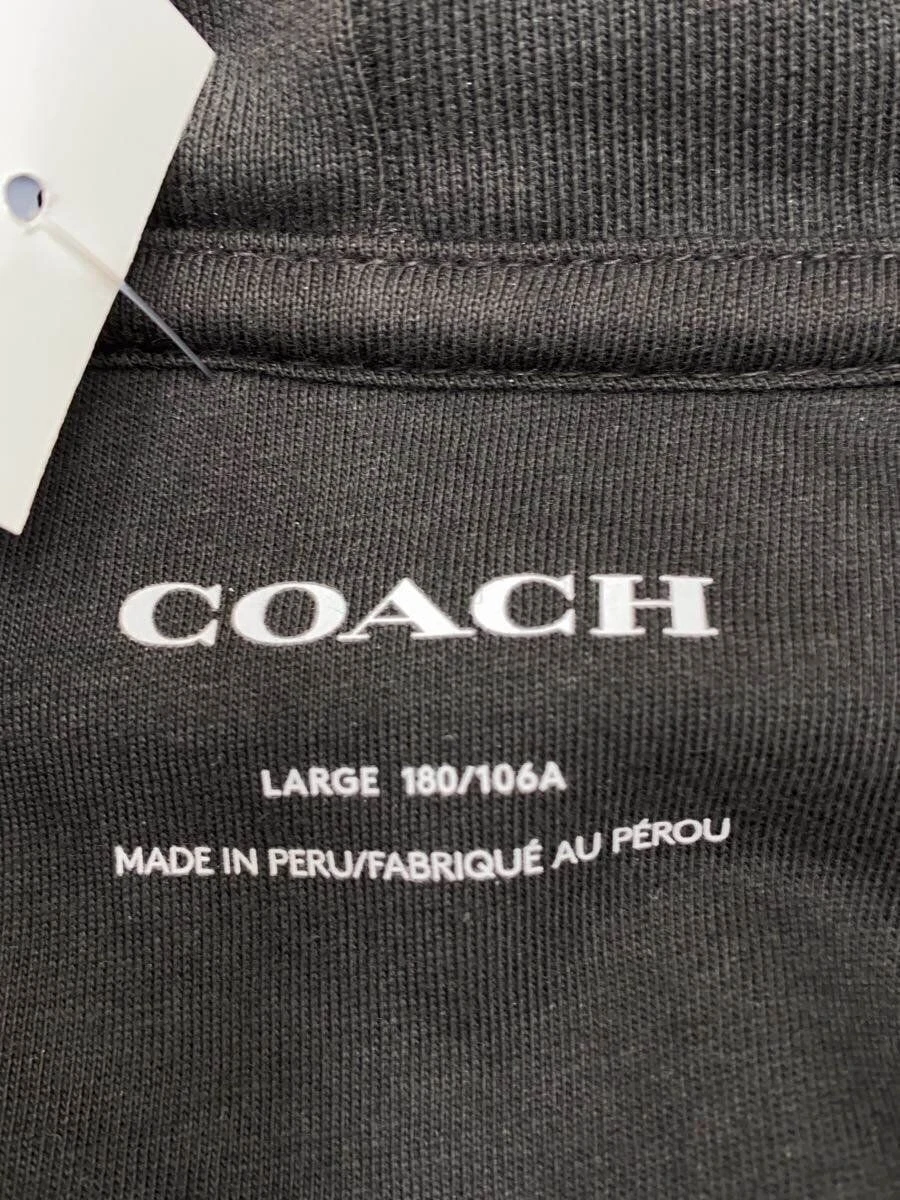 COACH
LARGE 180/106A
MADE IN PERU/FABRIQUÉ AU PÉROU